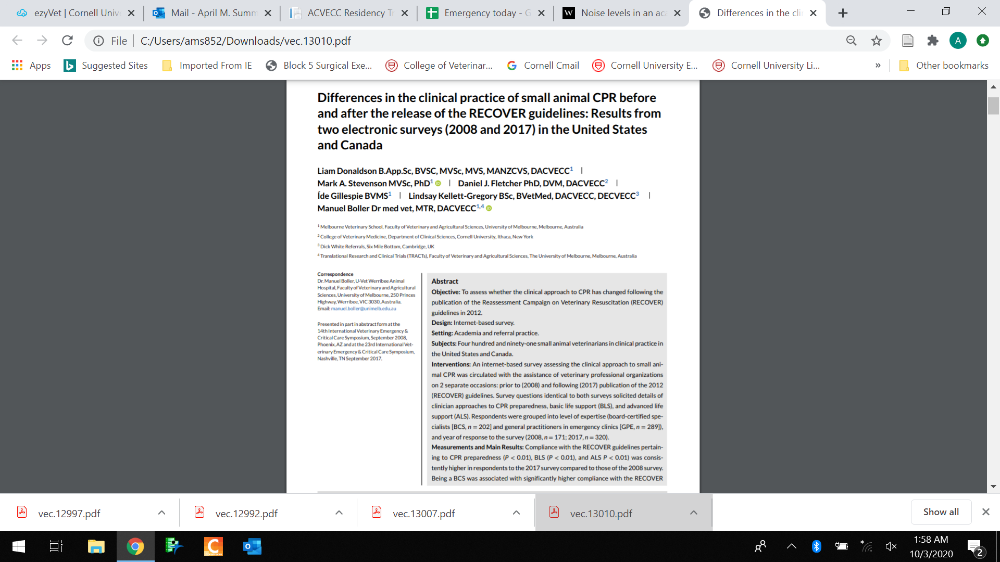 ezyVet | Cornell Unive
Mail - April M. Summ
ACVECC Residency Tr
Emergency today - G
W
Noise levels in an aca
Differences in the clin
File
C:/Users/ams852/Downloads/vec.13010.pdf
A
Apps
Suggested Sites
Imported From IE
Block 5 Surgical Exe...
College of Veterinar...
Cornell Cmail
Cornell University E...
Cornell University Li...
»
Other bookmarks
Differences in the clinical practice of small animal CPR before
and after the release of the RECOVER guidelines: Results from
two electronic surveys (2008 and 2017) in the United States
and Canada
Liam Donaldson B.App.Sc, BVSC, MVSc, MVS, MANZCVS, DACVECC1 |
Mark A. Stevenson MVSc, PhD1 iD | Daniel J. Fletcher PhD, DVM, DACVECC2 |
Íde Gillespie BVMS1 | Lindsay Kellett-Gregory BSc, BVetMed, DACVECC, DECVECC3 |
Manuel Boller Dr med vet, MTR, DACVECC1,4 iD
1 Melbourne Veterinary School, Faculty of Veterinary and Agricultural Sciences, University of Melbourne, Melbourne, Australia
2 College of Veterinary Medicine, Department of Clinical Sciences, Cornell University, Ithaca, New York
3 Dick White Referrals, Six Mile Bottom, Cambridge, UK
4 Translational Research and Clinical Trials (TRACTs), Faculty of Veterinary and Agricultural Sciences, The University of Melbourne, Melbourne, Australia
Correspondence
Dr. Manuel Boller, U-Vet Werribee Animal
Hospital, Faculty of Veterinary and Agricultural
Sciences, University of Melbourne, 250 Princes
Highway, Werribee, VIC 3030, Australia.
Email: manuel.boller@unimelb.edu.au
Presented in part in abstract form at the
14th International Veterinary Emergency &
Critical Care Symposium, September 2008,
Phoenix, AZ and at the 23rd International Vet-
erinary Emergency & Critical Care Symposium,
Nashville, TN September 2017.
Abstract
Objective: To assess whether the clinical approach to CPR has changed following the
publication of the Reassessment Campaign on Veterinary Resuscitation (RECOVER)
guidelines in 2012.
Design: Internet-based survey.
Setting: Academia and referral practice.
Subjects: Four hundred and ninety-one small animal veterinarians in clinical practice in
the United States and Canada.
Interventions: An internet-based survey assessing the clinical approach to small ani-
mal CPR was circulated with the assistance of veterinary professional organizations
on 2 separate occasions: prior to (2008) and following (2017) publication of the 2012
(RECOVER) guidelines. Survey questions identical to both surveys solicited details of
clinician approaches to CPR preparedness, basic life support (BLS), and advanced life
support (ALS). Respondents were grouped into level of expertise (board-certified spe-
cialists [BCS, n = 202] and general practitioners in emergency clinics [GPE, n = 289]),
and year of response to the survey (2008, n = 171; 2017, n = 320).
Measurements and Main Results: Compliance with the RECOVER guidelines pertain-
ing to CPR preparedness (P < 0.01), BLS (P < 0.01), and ALS P < 0.01) was consis-
tently higher in respondents to the 2017 survey compared to those of the 2008 survey.
Being a BCS was associated with significantly higher compliance with the RECOVER
vec.12997.pdf
vec.12992.pdf
vec.13007.pdf
vec.13010.pdf
Show all
1:58 AM
10/3/2020
2